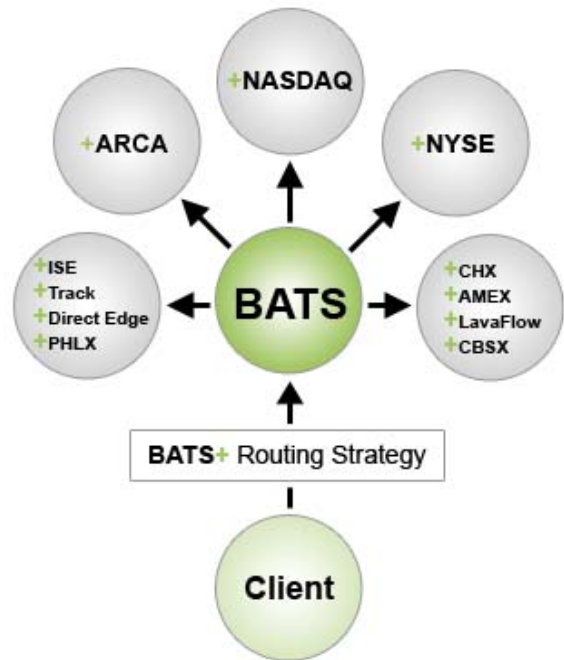 +NASDAQ
+ARCA
+NYSE
+ISE
+Track
+Direct Edge
+PHLX
BATS
+CHX
+AMEX
+LavaFlow
+CBSX
BATS+ Routing Strategy
Client